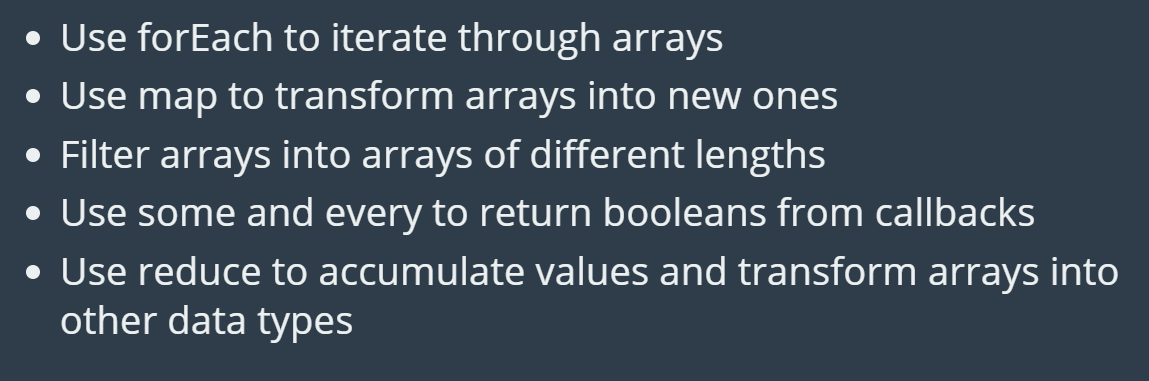 • Use forEach to iterate through arrays
• Use map to transform arrays into new ones
• Filter arrays into arrays of different lengths
• Use some and every to return booleans from callbacks
• Use reduce to accumulate values and transform arrays into
other data types